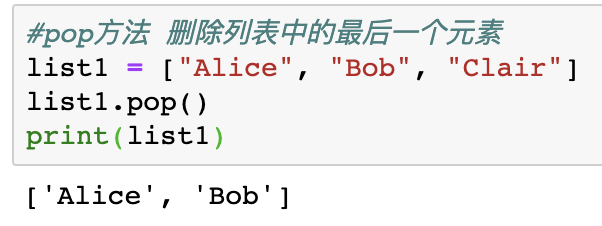 #pop方法 删除列表中的最后一个元素
list1 = ["Alice", "Bob", "Clair"]
list1.pop()
print(list1)
['Alice', 'Bob']